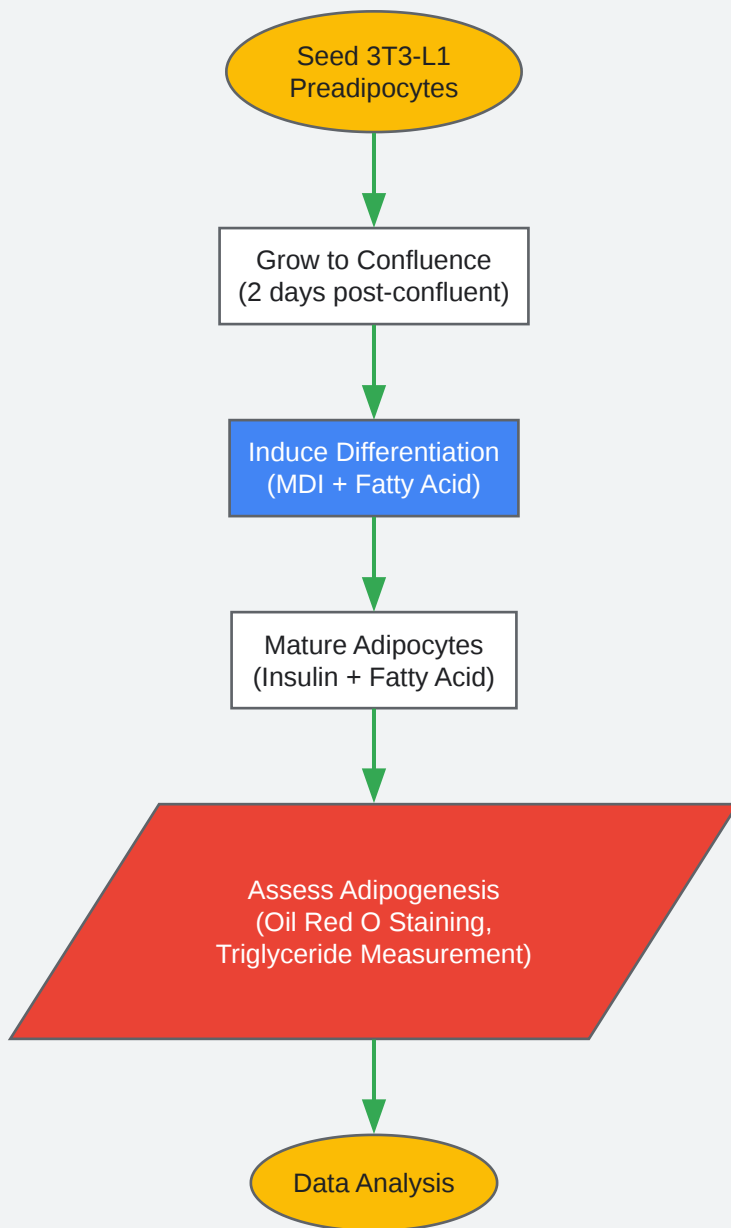 Seed 3T3-L1
Preadipocytes
Grow to Confluence
(2 days post-confluent)
Induce Differentiation
(MDI + Fatty Acid)
Mature Adipocytes
(Insulin + Fatty Acid)
Assess Adipogenesis
(Oil Red O Staining,
Triglyceride Measurement)
Data Analysis